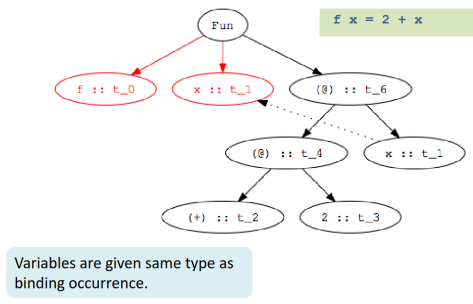 f x = 2 + x
Fun
f :: t_0
x :: t_1
(@) :: t_6
(@) :: t_4
x :: t_1
(+) :: t_2
2 :: t_3
Variables are given same type as
binding occurrence.